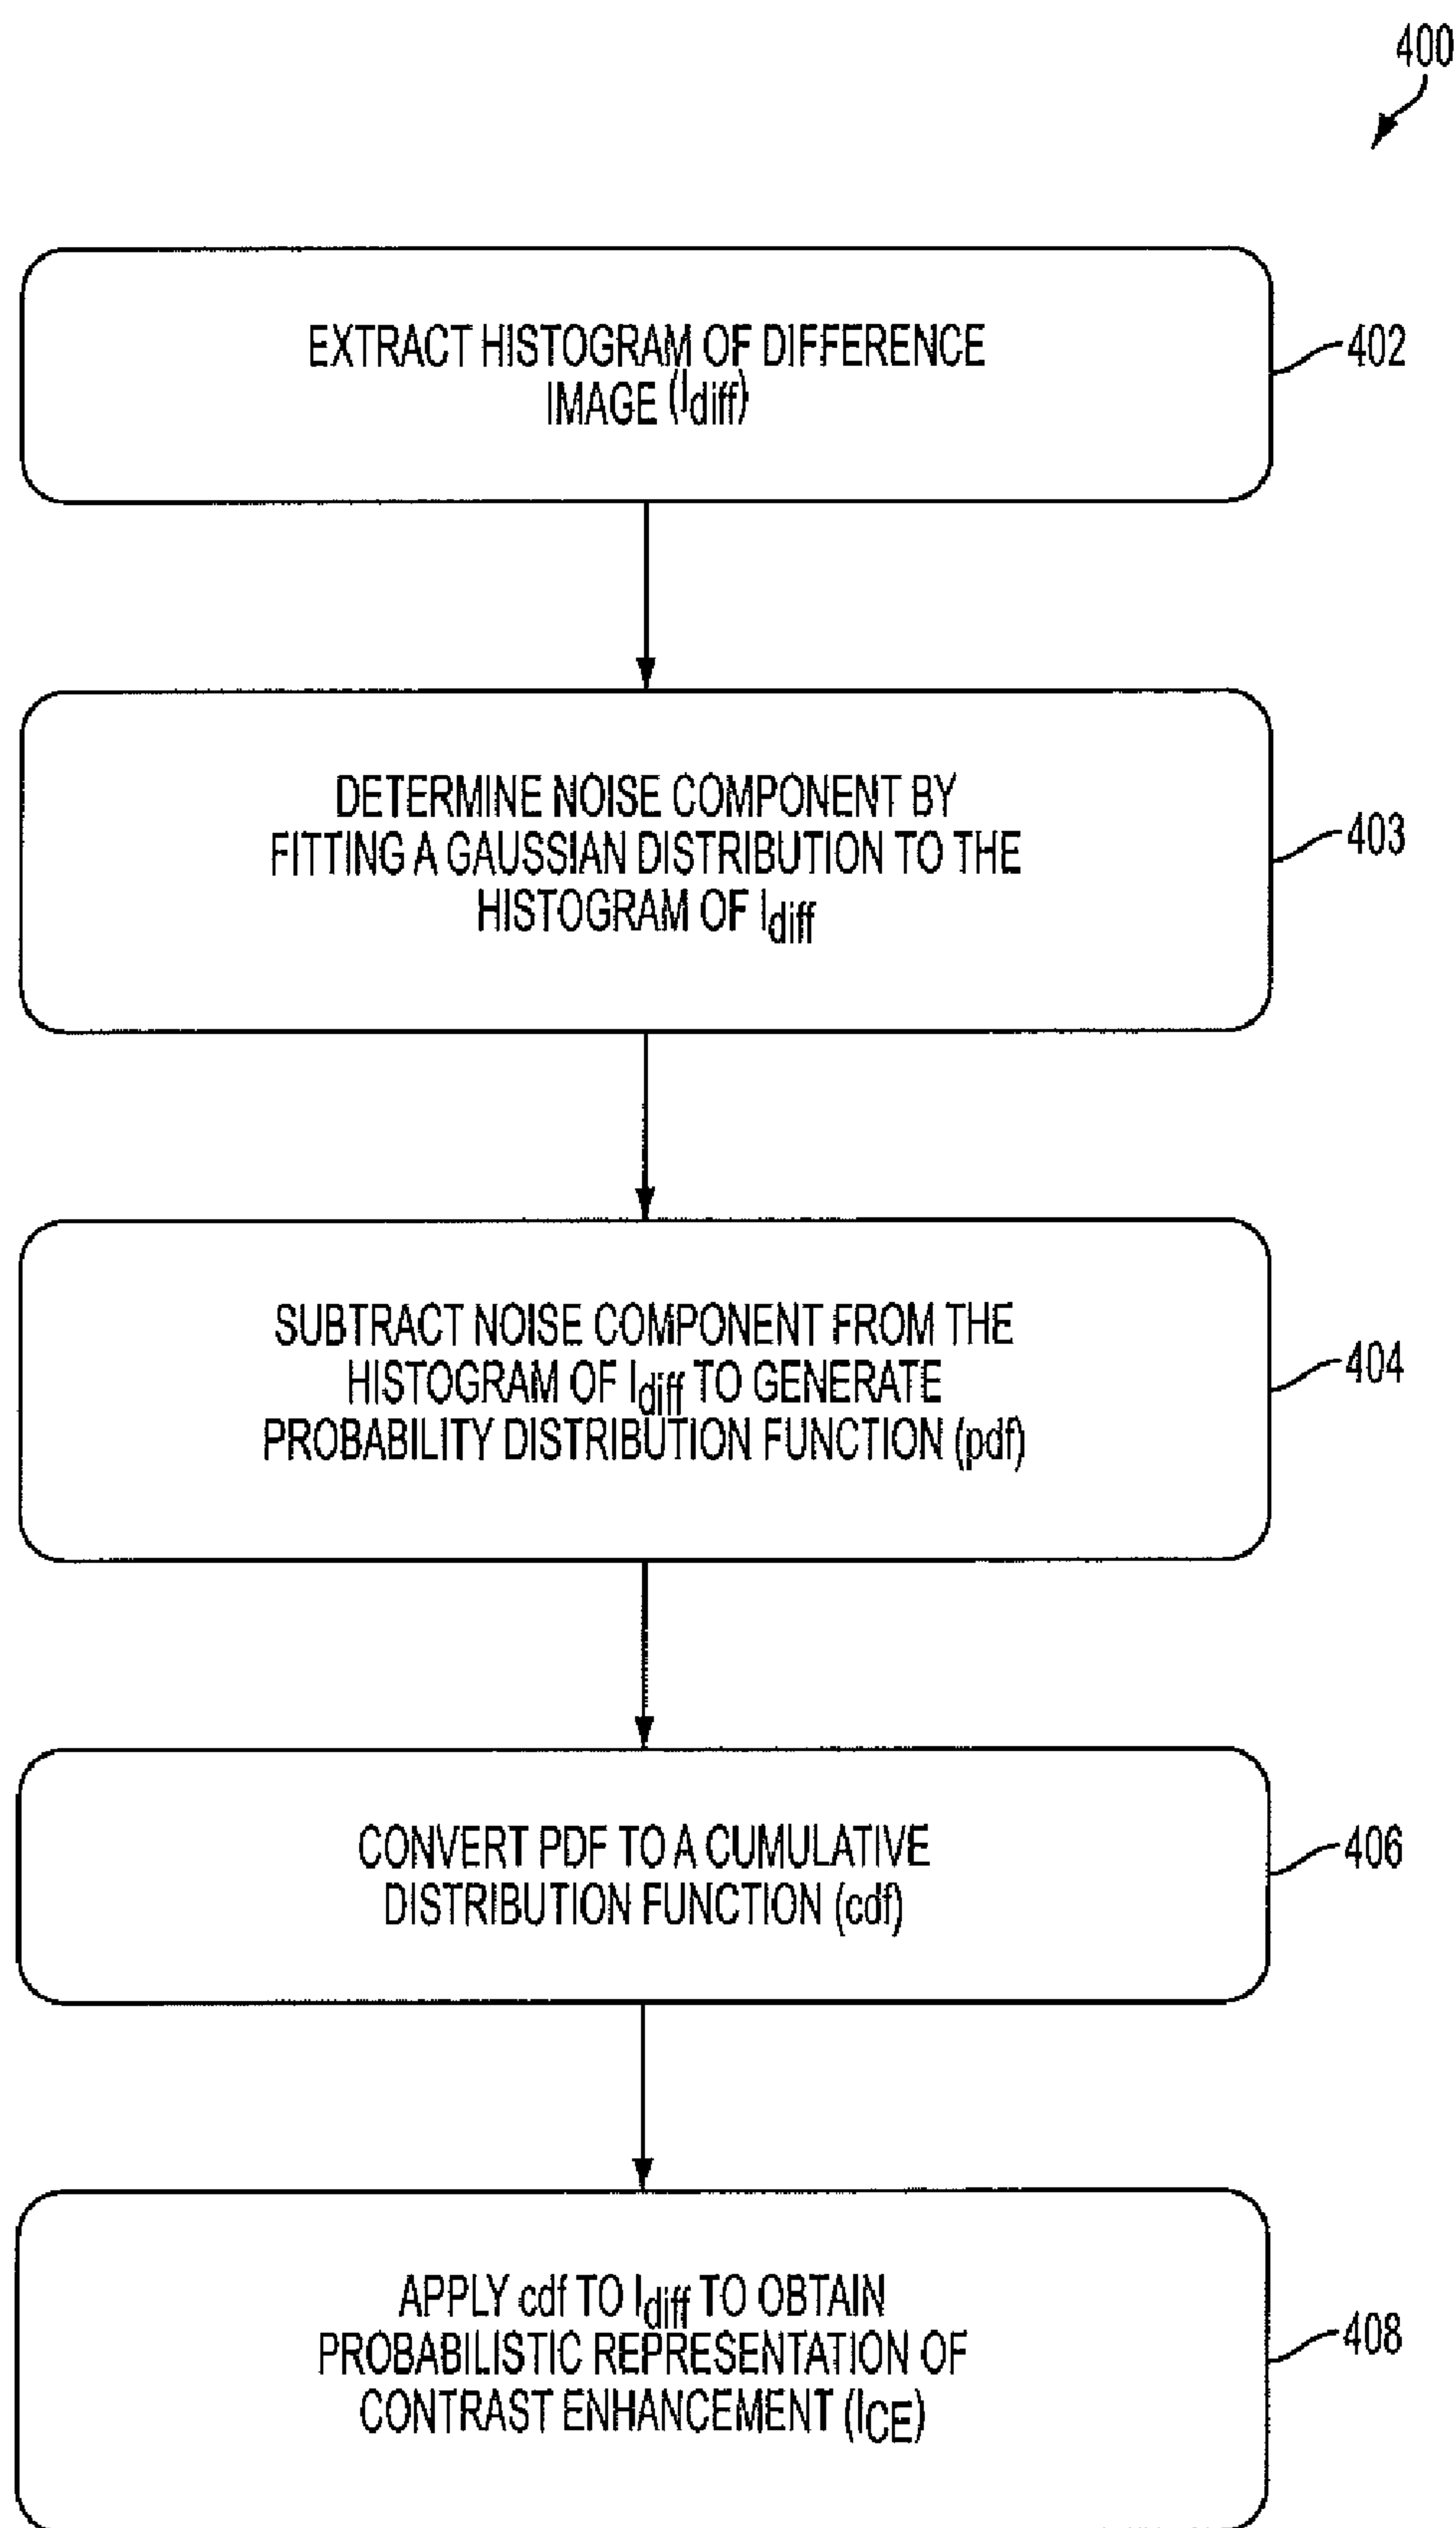 400
EXTRACT HISTOGRAM OF DIFFERENCE
IMAGE (Idiff)
402
DETERMINE NOISE COMPONENT BY
FITTING A GAUSSIAN DISTRIBUTION TO THE
HISTOGRAM OF Idiff
403
SUBTRACT NOISE COMPONENT FROM THE
HISTOGRAM OF Idiff TO GENERATE
PROBABILITY DISTRIBUTION FUNCTION (pdf)
404
CONVERT PDF TO A CUMULATIVE
DISTRIBUTION FUNCTION (cdf)
406
APPLY cdf TO Idiff TO OBTAIN
PROBABILISTIC REPRESENTATION OF
CONTRAST ENHANCEMENT (ICE)
408